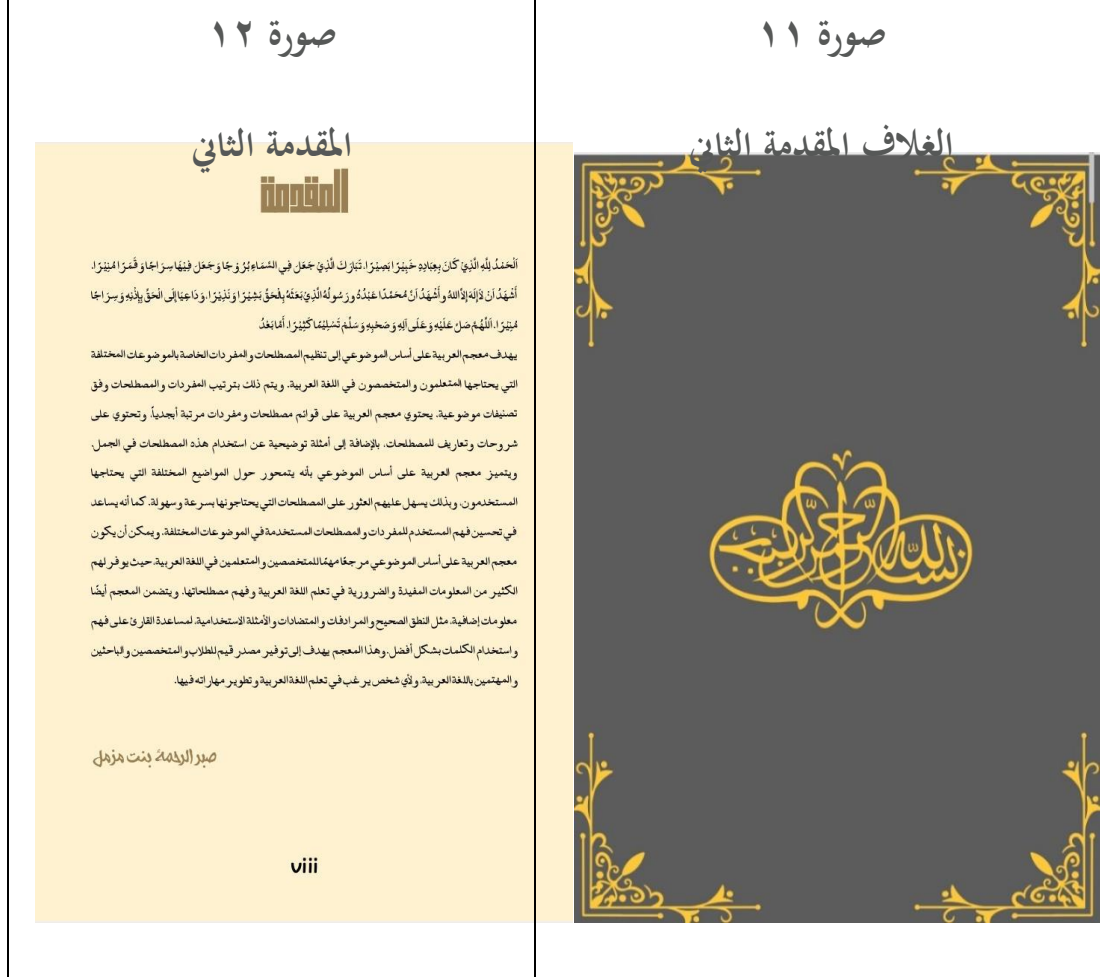 صورة ١١
الغلاف المقدمة الثاني
بسم الله الرحمن الرحيم
صورة ١٢
المقدمة الثاني
المقدمة
اَلْحَمْدُ لِلّٰهِ الَّذِيْ كَانَ بِعِبَادِهِ خَبِيْرًا بَصِيْرًا، تَبَارَكَ الَّذِيْ جَعَلَ فِي السَّمَاءِ بُرُوْجًا وَجَعَلَ فِيْهَا سِرَاجًا وَقَمَرًا مُنِيْرًا.
أَشْهَدُ اَنْ لَاإِلَهَ إِلاَّاللهُ وأَشْهَدُ اَنَّ مُحَمَّدًا عَبْدُهُ ورَسُولُهُ الَّذِيْ بَعَثَهُ بِالْحَقِّ بَشِيْرًا وَنَذِيْرًا، وَدَاعِيًا إِلَى الْحَقِّ بِإِذْنِهِ وَسِرَاجًا
مُنِيْرًا. اَللَّهُمَّ صَلِّ عَلَيْهِ وَعَلَى آلِهِ وَصَحْبِهِ وَسَلِّمْ تَسْلِيْمًا كَثِيْرًا. أَمَّا بَعْدُ
يهدف معجم العربية على أساس الموضوعي إلى تنظيم المصطلحات والمفردات الخاصة بالموضوعات المختلفة
التي يحتاجها المتعلمون والمتخصصون في اللغة العربية. ويتم ذلك بترتيب المفردات والمصطلحات وفق
تصنيفات موضوعية. يحتوي معجم العربية على قوائم مصطلحات ومفردات مرتبة أبجدياً، وتحتوي على
شروحات وتعاريف للمصطلحات، بالإضافة إلى أمثلة توضيحية عن استخدام هذه المصطلحات في الجمل.
ويتميز معجم العربية على أساس الموضوعي بأنه يتمحور حول المواضيع المختلفة التي يحتاجها
المستخدمون، وبذلك يسهل عليهم العثور على المصطلحات التي يحتاجونها بسرعة وسهولة. كما أنه يساعد
في تحسين فهم المستخدم للمفردات والمصطلحات المستخدمة في الموضوعات المختلفة. ويمكن أن يكون
معجم العربية على أساس الموضوعي مرجعًا مهمًا للمتخصصين و المتعلمين في اللغة العربية، حيث يوفر لهم
الكثير من المعلومات المفيدة والضرورية في تعلم اللغة العربية وفهم مصطلحاتها. ويتضمن المعجم أيضًا
معلومات إضافية، مثل النطق الصحيح والمرادفات والمتضادات والأمثلة الاستخدامية، لمساعدة القارئ على فهم
واستخدام الكلمات بشكل أفضل. وهذا المعجم يهدف إلى توفير مصدر قيم للطلاب والمتخصصين والباحثين
والمهتمين باللغة العربية، ولأي شخص يرغب في تعلم اللغة العربية وتطوير مهاراته فيها.
صبر الرحمة بنت مزمل
viii